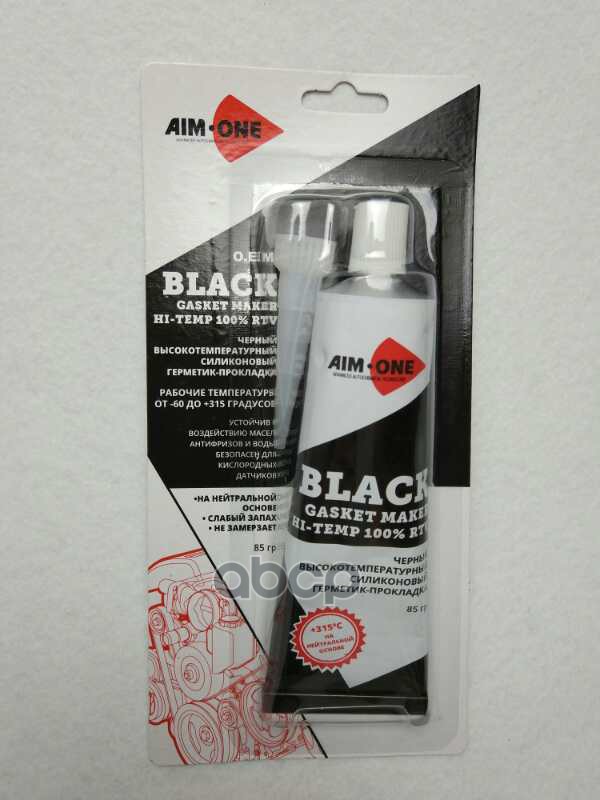 AIM•ONE
O.E.M.
BLACK
GASKET MAKER
HI-TEMP 100% RTV
ЧЕРНЫЙ
ВЫСОКОТЕМПЕРАТУРНЫЙ
СИЛИКОНОВЫЙ
ГЕРМЕТИК-ПРОКЛАДКА
РАБОЧИЕ ТЕМПЕРАТУРЫ
ОТ -60 ДО +315 ГРАДУСОВ
УСТОЙЧИВ К
ВОЗДЕЙСТВИЮ МАСЕЛ
АНТИФРИЗОВ И ВОДЫ
БЕЗОПАСЕН ДЛЯ
КИСЛОРОДНЫХ
ДАТЧИКОВ
•НА НЕЙТРАЛЬНОЙ
ОСНОВЕ
• СЛАБЫЙ ЗАПАХ
• НЕ ЗАМЕРЗАЕТ
85 гр
AIM•ONE
BLACK
GASKET MAKER
HI-TEMP 100% RTV
ЧЕРНЫЙ
ВЫСОКОТЕМПЕРАТУРНЫЙ
СИЛИКОНОВЫЙ
ГЕРМЕТИК-ПРОКЛАДКА
85 гр
+315°C
НА
НЕЙТРАЛЬНОЙ
ОСНОВЕ
abcp